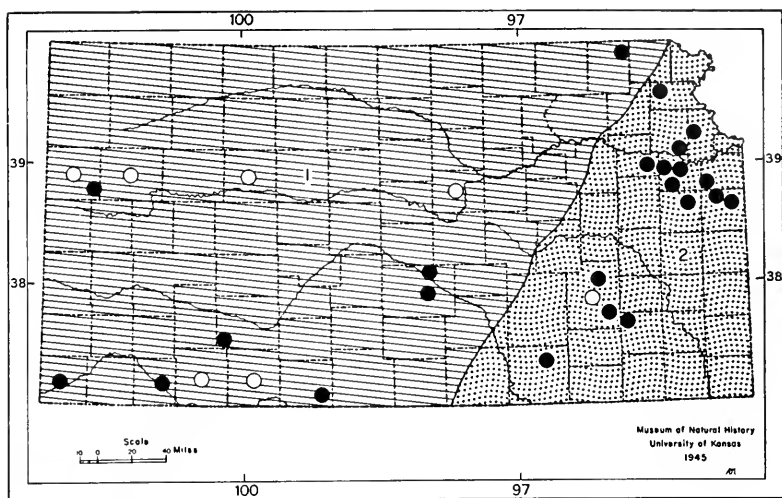 100 97
39 39
1
2
38 38
Scale
10 0 20 40 Miles
Museum of Natural History
University of Kansas
1945
100 97